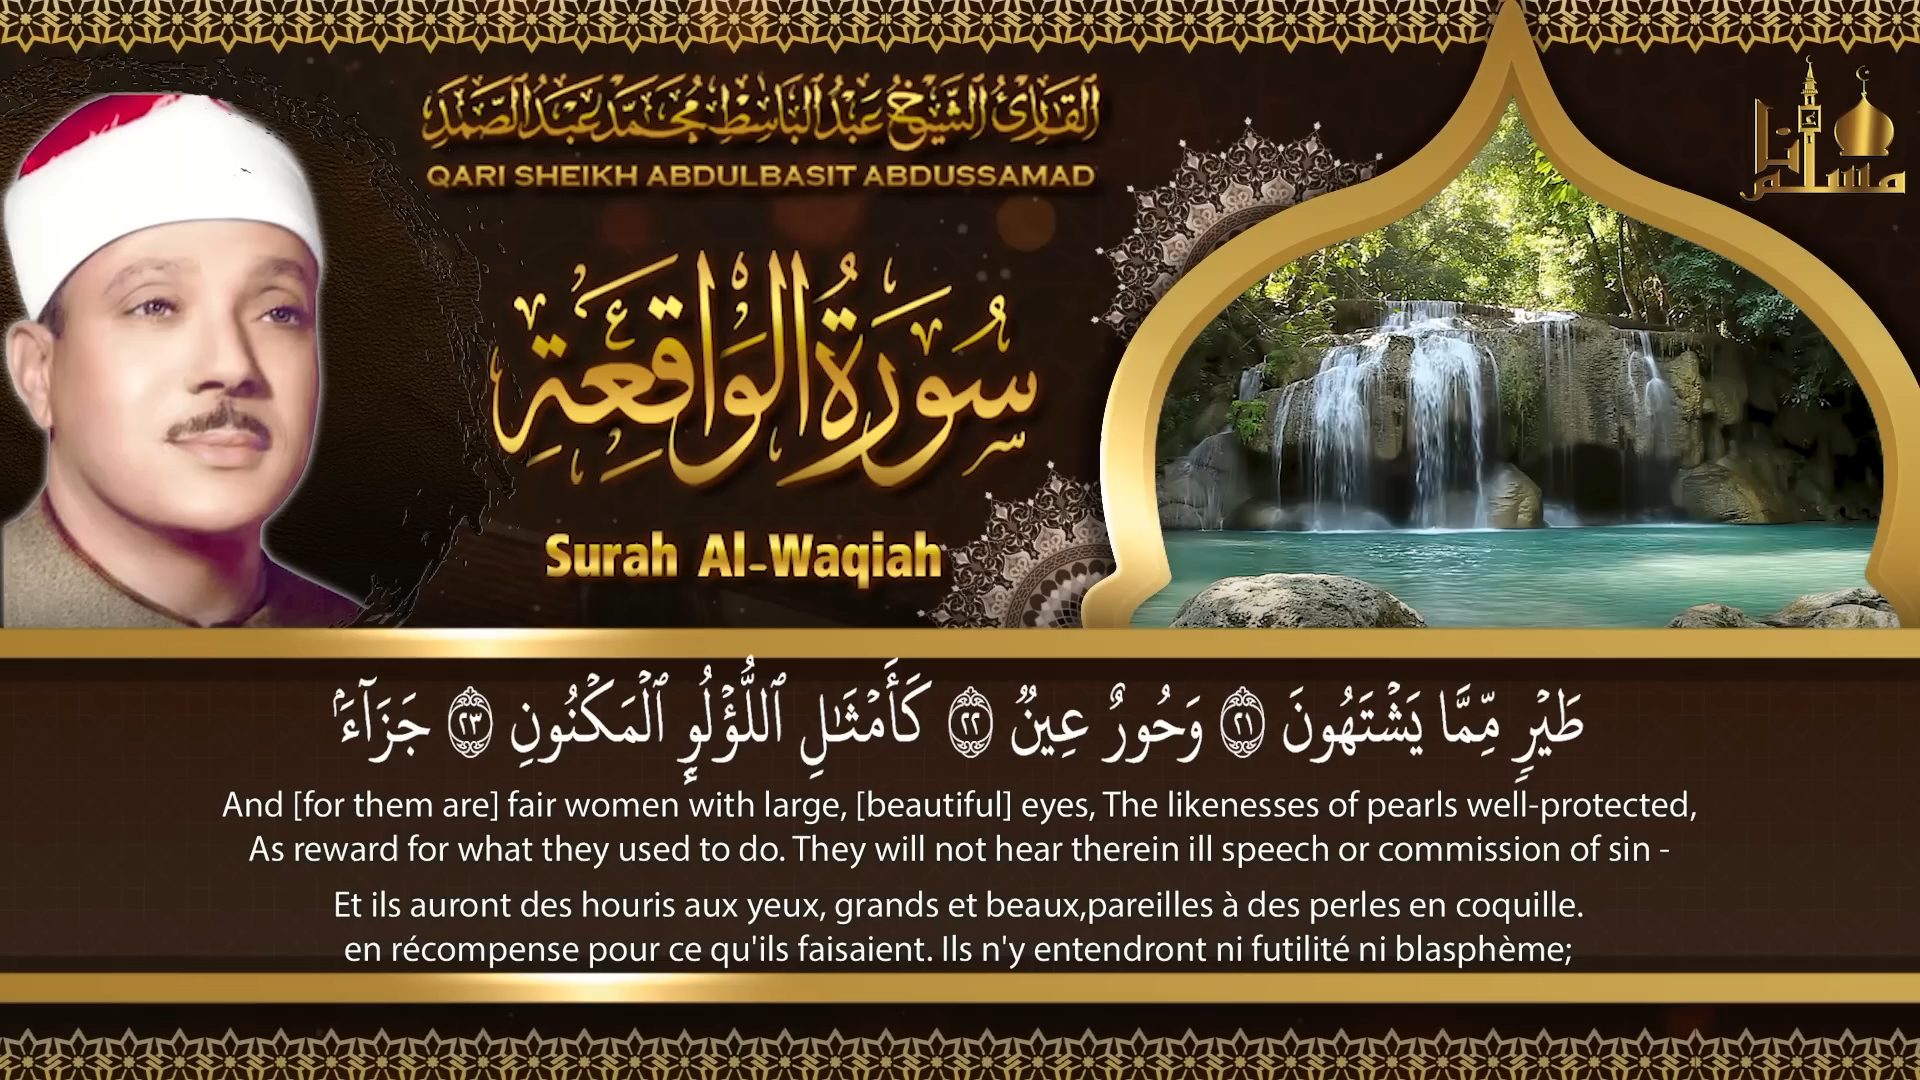 القارئ الشيخ عبد الباسط محمد عبد الصمد
QARI SHEIKH ABDULBASIT ABDUSSAMAD
أنا مسلم
سُورَةُ الْوَاقِعَةِ
Surah Al-Waqiah
طَيْرٍ مِّمَّا يَشْتَهُونَ ٢١ وَحُورٌ عِينٌ ٢٢ كَأَمْثَٰلِ ٱللُّؤْلُؤِ ٱلْمَكْنُونِ ٢٣ جَزَآءَۢ
And [for them are] fair women with large, [beautiful] eyes, The likenesses of pearls well-protected,
As reward for what they used to do. They will not hear therein ill speech or commission of sin -
Et ils auront des houris aux yeux, grands et beaux,pareilles à des perles en coquille.
en récompense pour ce qu'ils faisaient. Ils n'y entendront ni futilité ni blasphème;